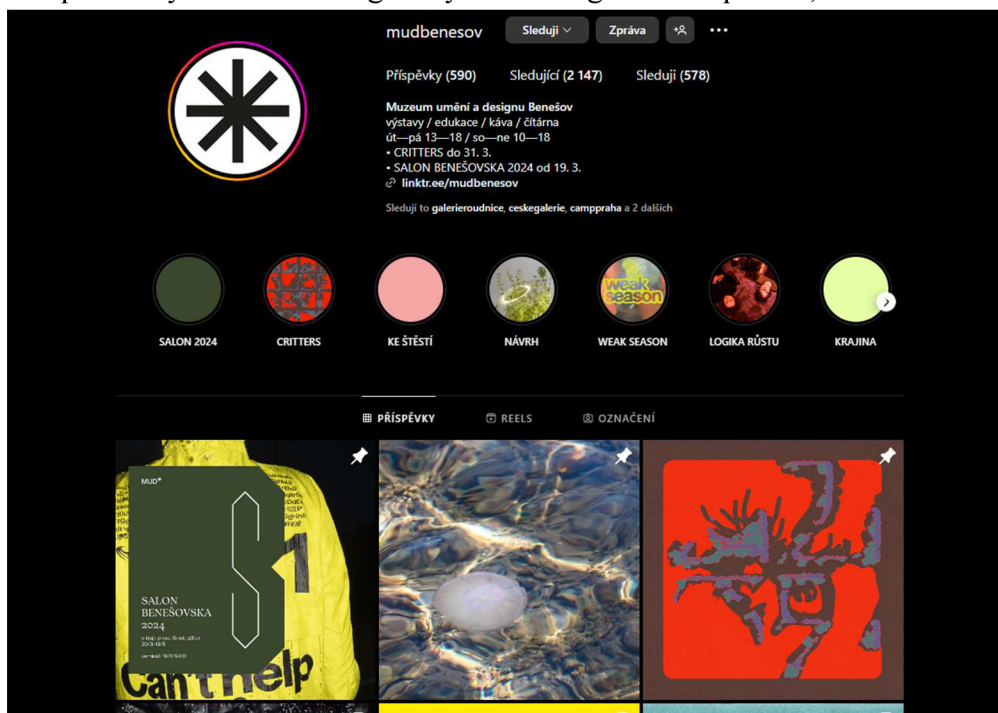 mudbenesov Sleduji Zpráva
Příspěvky (590) Sledující (2 147) Sleduji (578)
Muzeum umění a designu Benešov
výstavy / edukace / káva / čítárna
út—pá 13—18 / so—ne 10—18
• CRITTERS do 31. 3.
• SALON BENEŠOVSKA 2024 od 19. 3.
linktr.ee/mudbenesov
Sledují to galerieroudnice, ceskegalerie, camppraha a 2 dalších
weak
season
SALON 2024 CRITTERS KE ŠTĚSTÍ NÁVRH WEAK SEASON LOGIKA RŮSTU KRAJINA
PŘÍSPĚVKY REELS OZNAČENÍ
MUD*
S
SALON
BENEŠOVSKA
2024
Can't help